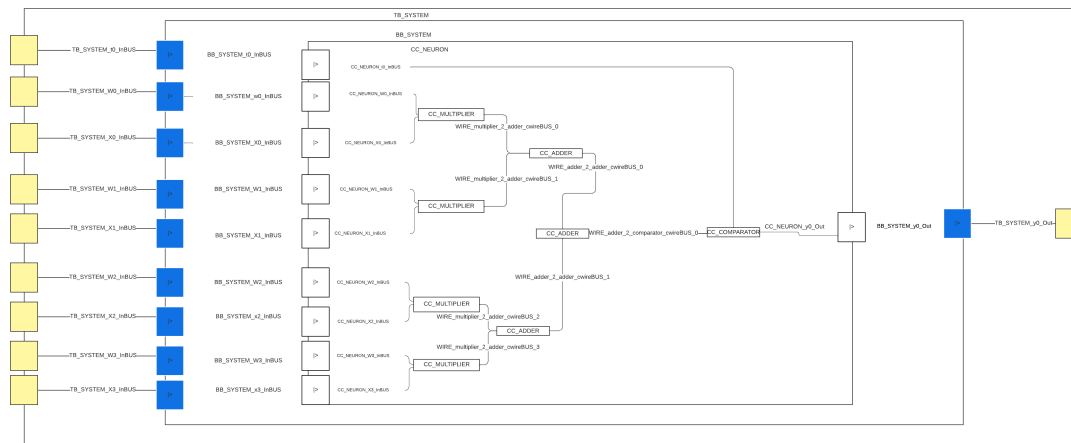 TB_SYSTEM
BB_SYSTEM
CC_NEURON
TB_SYSTEM_t0_InBUS
BB_SYSTEM_t0_InBUS
CC_NEURON_t0_InBUS
TB_SYSTEM_W0_InBUS
BB_SYSTEM_w0_InBUS
CC_NEURON_W0_InBUS
CC_MULTIPLIER
WIRE_multiplier_2_adder_cwireBUS_0
TB_SYSTEM_X0_InBUS
BB_SYSTEM_X0_InBUS
CC_NEURON_X0_InBUS
CC_ADDER
WIRE_adder_2_adder_cwireBUS_0
WIRE_multiplier_2_adder_cwireBUS_1
TB_SYSTEM_W1_InBUS
BB_SYSTEM_W1_InBUS
CC_NEURON_W1_InBUS
CC_MULTIPLIER
TB_SYSTEM_X1_InBUS
BB_SYSTEM_X1_InBUS
CC_NEURON_X1_InBUS
CC_ADDER
WIRE_adder_2_comparator_cwireBUS_0
CC_COMPARATOR
CC_NEURON_y0_Out
BB_SYSTEM_y0_Out
TB_SYSTEM_y0_Out
WIRE_adder_2_adder_cwireBUS_1
TB_SYSTEM_W2_InBUS
BB_SYSTEM_W2_InBUS
CC_NEURON_W2_InBUS
CC_MULTIPLIER
TB_SYSTEM_X2_InBUS
BB_SYSTEM_x2_InBUS
CC_NEURON_X2_InBUS
WIRE_multiplier_2_adder_cwireBUS_2
CC_ADDER
WIRE_multiplier_2_adder_cwireBUS_3
TB_SYSTEM_W3_InBUS
BB_SYSTEM_W3_InBUS
CC_NEURON_W3_InBUS
CC_MULTIPLIER
TB_SYSTEM_X3_InBUS
BB_SYSTEM_x3_InBUS
CC_NEURON_X3_InBUS